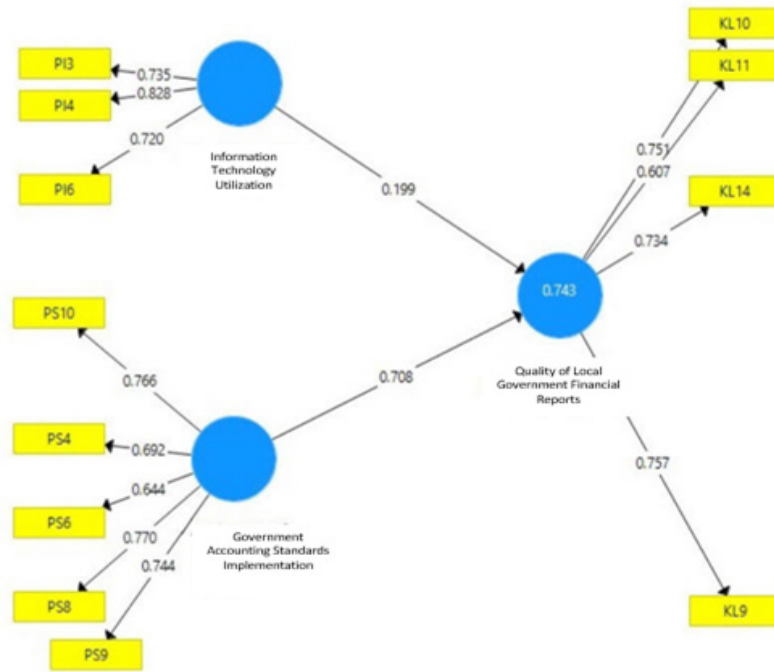 KL10
KL11
PI3
0.735
PI4
0.828
0.720
PI6
Information
Technology
Utilization
0.751
0.607
KL14
0.199
0.734
0.743
PS10
0.766
0.708
Quality of Local
Government Financial
Reports
PS4
0.692
0.644
PS6
0.770
0.744
Government
Accounting Standards
Implementation
0.757
PS8
PS9
KL9